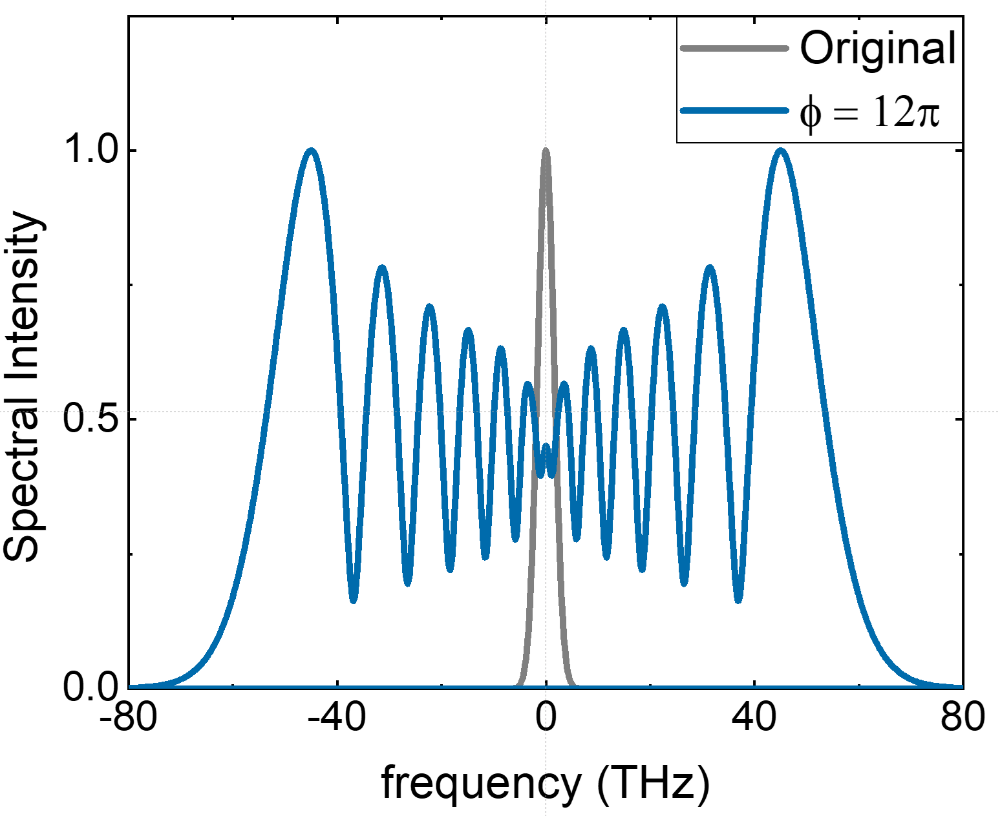 Original
ϕ = 12π
1.0
0.5
0.0
Spectral Intensity
-80 -40 0 40 80
frequency (THz)